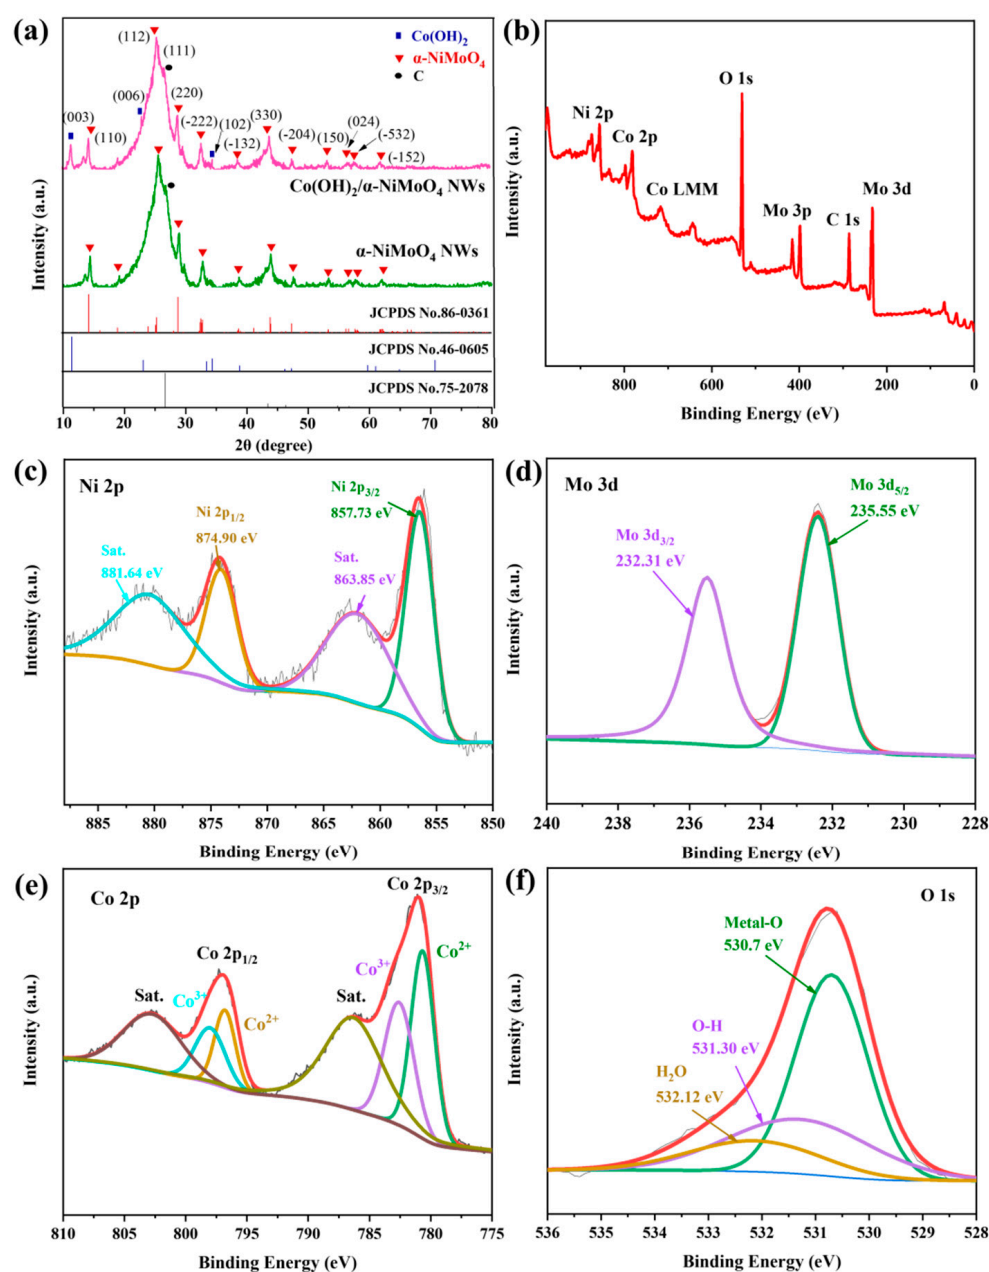 (a)
(112)
(111)
Co(OH)₂
α-NiMoO₄
C
(003)
(006)
(220)
(110)
(-222)
(102)
(-132)
(330)
(-204)
(150)
(024)
(-532)
(-152)
Co(OH)₂/α-NiMoO₄ NWs
α-NiMoO₄ NWs
JCPDS No.86-0361
JCPDS No.46-0605
JCPDS No.75-2078
Intensity (a.u.)
10 20 30 40 50 60 70 80
2θ (degree)
(b)
O 1s
Ni 2p
Co 2p
Co LMM
Mo 3p
C 1s
Mo 3d
Intensity (a.u.)
800 600 400 200 0
Binding Energy (eV)
(c)
Ni 2p
Ni 2p3/2
857.73 eV
Ni 2p1/2
874.90 eV
Sat.
881.64 eV
Sat.
863.85 eV
Intensity (a.u.)
885 880 875 870 865 860 855 850
Binding Energy (eV)
(d)
Mo 3d
Mo 3d5/2
235.55 eV
Mo 3d3/2
232.31 eV
Intensity (a.u.)
240 238 236 234 232 230 228
Binding Energy (eV)
(e)
Co 2p
Co 2p3/2
Co 2p1/2
Co³⁺
Co²⁺
Sat.
Co³⁺
Co²⁺
Sat.
Intensity (a.u.)
810 805 800 795 790 785 780 775
Binding Energy (eV)
(f)
O 1s
Metal-O
530.7 eV
O-H
531.30 eV
H₂O
532.12 eV
Intensity (a.u.)
536 535 534 533 532 531 530 529 528
Binding Energy (eV)